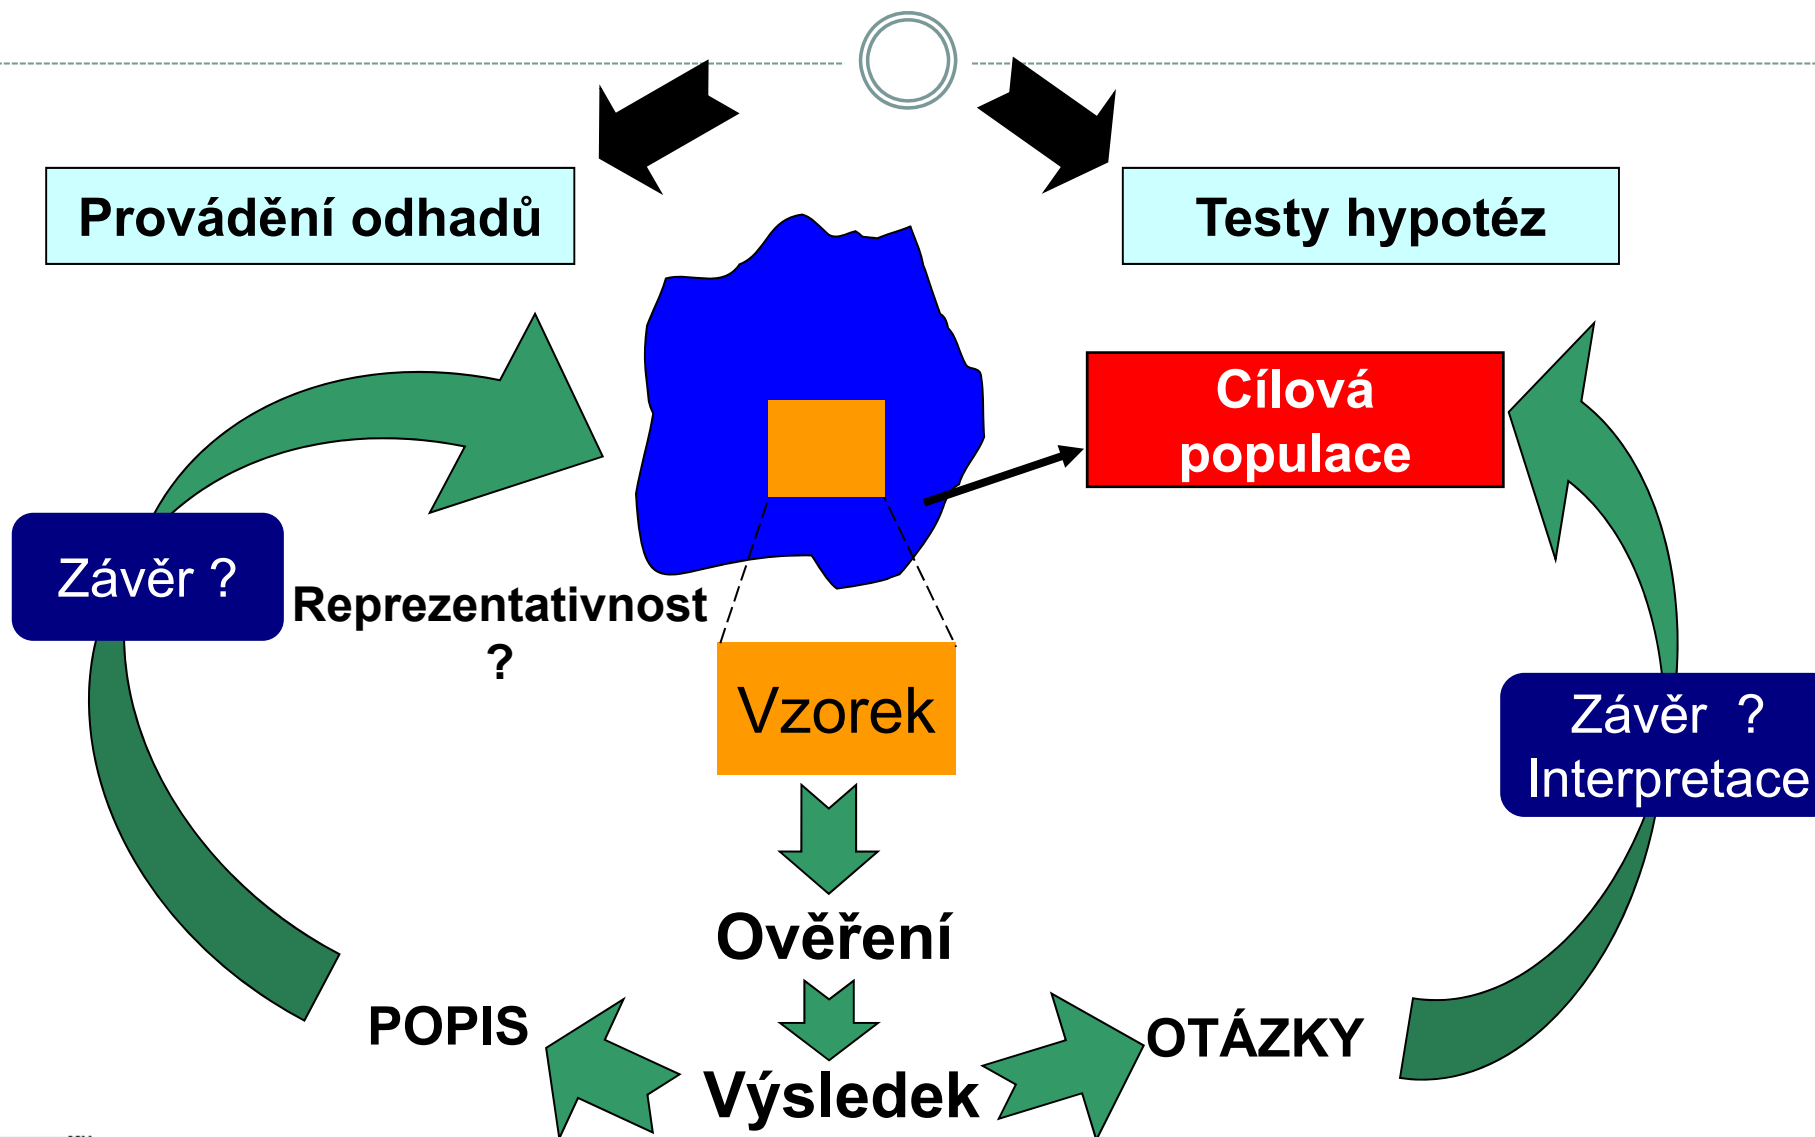 Provádění odhadů
Testy hypotéz
Cílová
populace
Závěr ?
Reprezentativnost
?
Vzorek
Závěr ?
Interpretace
Ověření
POPIS
OTÁZKY
Výsledek